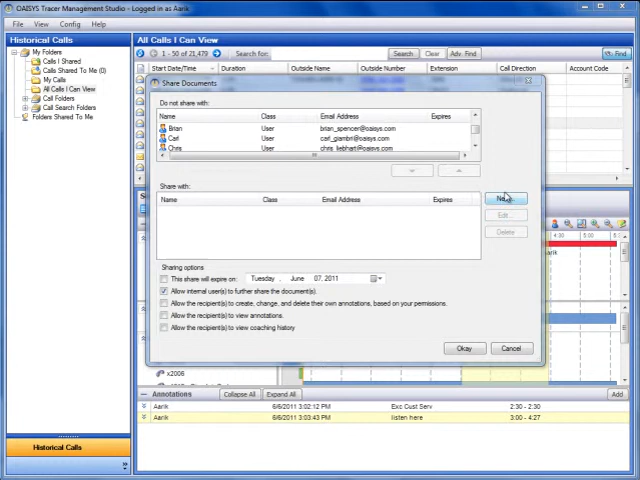 OAISYS Tracer Management Studio - Logged in as Aarik
File View Config Help
Historical Calls
My Folders
Calls I Shared
Calls Shared To Me (0)
My Calls
All Calls I Can View
Call Folders
Call Search Folders
Folders Shared To Me
All Calls I Can View
1 - 50 of 21,479 Search for: Search Clear Adv. Find Find
Start Date/Time Duration Outside Name Outside Number Extension Call Direction Account Code
Share Documents
Do not share with:
Name Class Email Address Expires
Brian User brian_spencer@oaisys.com
Carl User carl_giambri@oaisys.com
Chris User chris_liebhart@oaisys.com
Share with:
Name Class Email Address Expires
Edit...
Delete
4:30 5:00
Sharing options
This share will expire on: Tuesday , June 07, 2011
Allow internal user(s) to further share the document(s).
Allow the recipient(s) to create, change, and delete their own annotations, based on your permissions.
Allow the recipient(s) to view annotations.
Allow the recipient(s) to view coaching history
Okay Cancel
x2006
Annotations Collapse All Expand All Add
Aarik 6/6/2011 3:02:12 PM Exc Cust Serv 2:30 - 2:30
Aarik 6/6/2011 3:03:43 PM listen here 3:00 - 4:27
Historical Calls